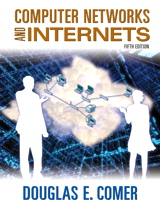 COMPUTER NETWORKS
AND INTERNETS
FIFTH EDITION
DOUGLAS E. COMER